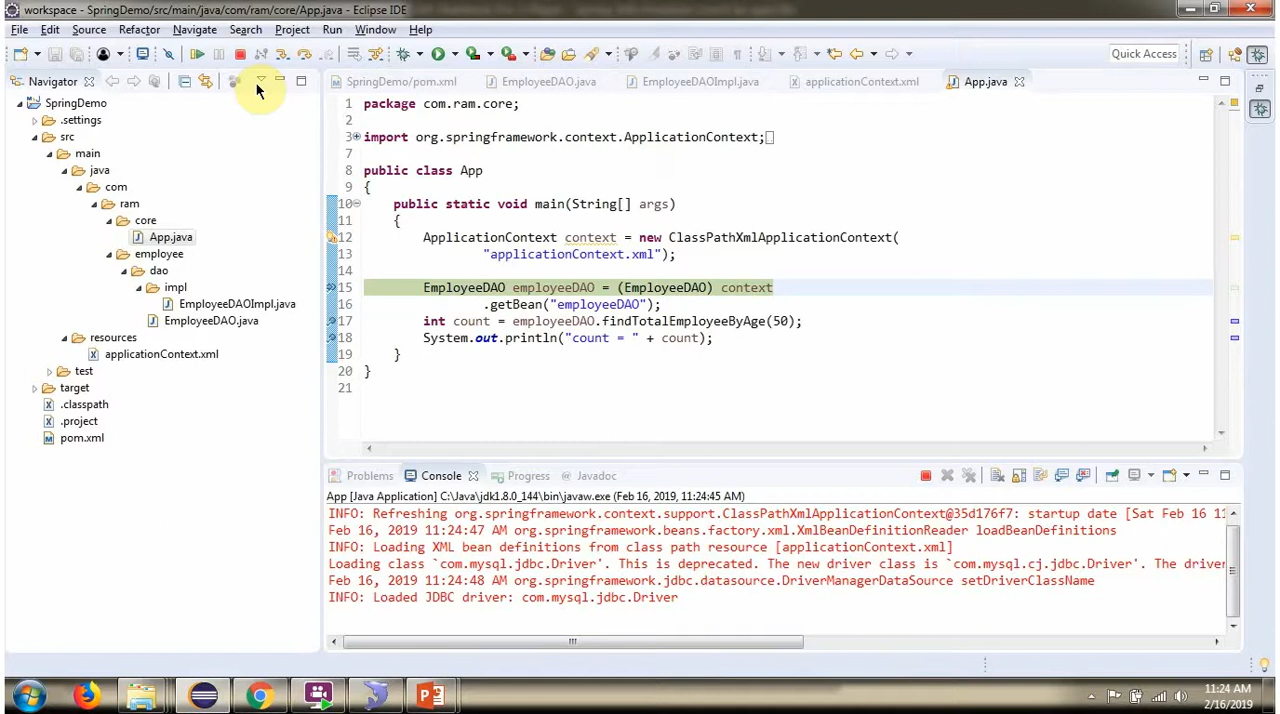 workspace - SpringDemo/src/main/java/com/ram/core/App.java - Eclipse IDE
File Edit Source Refactor Navigate Search Project Run Window Help
Quick Access
Navigator
SpringDemo
.settings
src
main
java
com
ram
core
App.java
employee
dao
impl
EmployeeDAOImpl.java
EmployeeDAO.java
resources
applicationContext.xml
test
target
.classpath
.project
pom.xml
SpringDemo/pom.xml EmployeeDAO.java EmployeeDAOImpl.java applicationContext.xml App.java
1 package com.ram.core;
2
3 import org.springframework.context.ApplicationContext;
7
8 public class App
9 {
10 public static void main(String[] args)
11 {
12 ApplicationContext context = new ClassPathXmlApplicationContext(
13 "applicationContext.xml");
14
15 EmployeeDAO employeeDAO = (EmployeeDAO) context
16 .getBean("employeeDAO");
17 int count = employeeDAO.findTotalEmployeeByAge(50);
18 System.out.println("count = " + count);
19 }
20 }
21
Problems Console Progress Javadoc
App [Java Application] C:\Java\jdk1.8.0_144\bin\javaw.exe (Feb 16, 2019, 11:24:45 AM)
INFO: Refreshing org.springframework.context.support.ClassPathXmlApplicationContext@35d176f7: startup date [Sat Feb 16 11
Feb 16, 2019 11:24:47 AM org.springframework.beans.factory.xml.XmlBeanDefinitionReader loadBeanDefinitions
INFO: Loading XML bean definitions from class path resource [applicationContext.xml]
Loading class `com.mysql.jdbc.Driver'. This is deprecated. The new driver class is `com.mysql.cj.jdbc.Driver'. The driver
Feb 16, 2019 11:24:48 AM org.springframework.jdbc.datasource.DriverManagerDataSource setDriverClassName
INFO: Loaded JDBC driver: com.mysql.jdbc.Driver
11:24 AM
2/16/2019